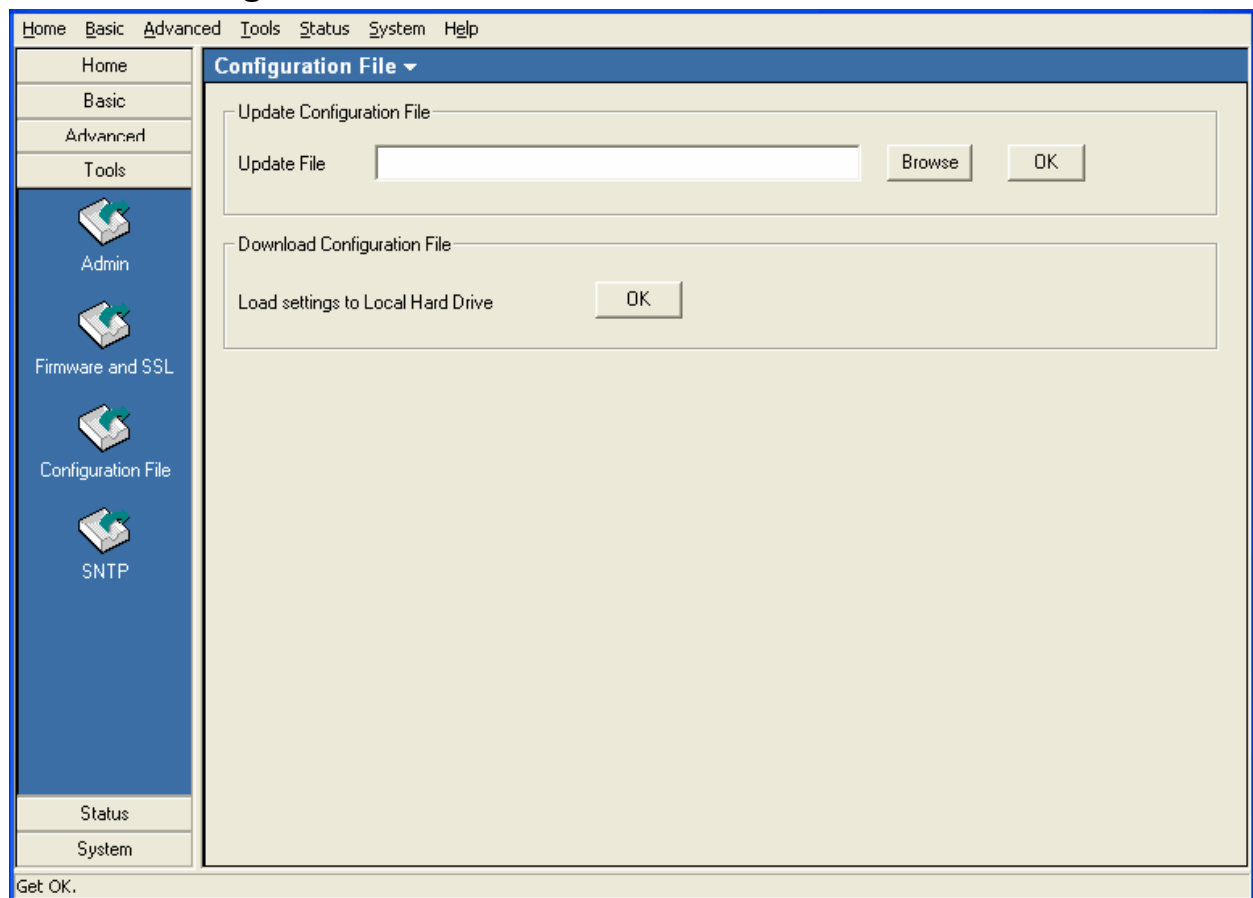 Home Basic Advanced Tools Status System Help
Home
Basic
Advanced
Tools
Admin
Firmware and SSL
Configuration File
SNTP
Status
System
Configuration File
Update Configuration File
Update File Browse OK
Download Configuration File
Load settings to Local Hard Drive OK
Get OK.